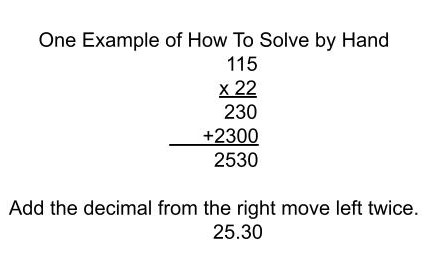 One Example of How To Solve by Hand
115
x 22
230
+2300
2530
Add the decimal from the right move left twice.
25.30